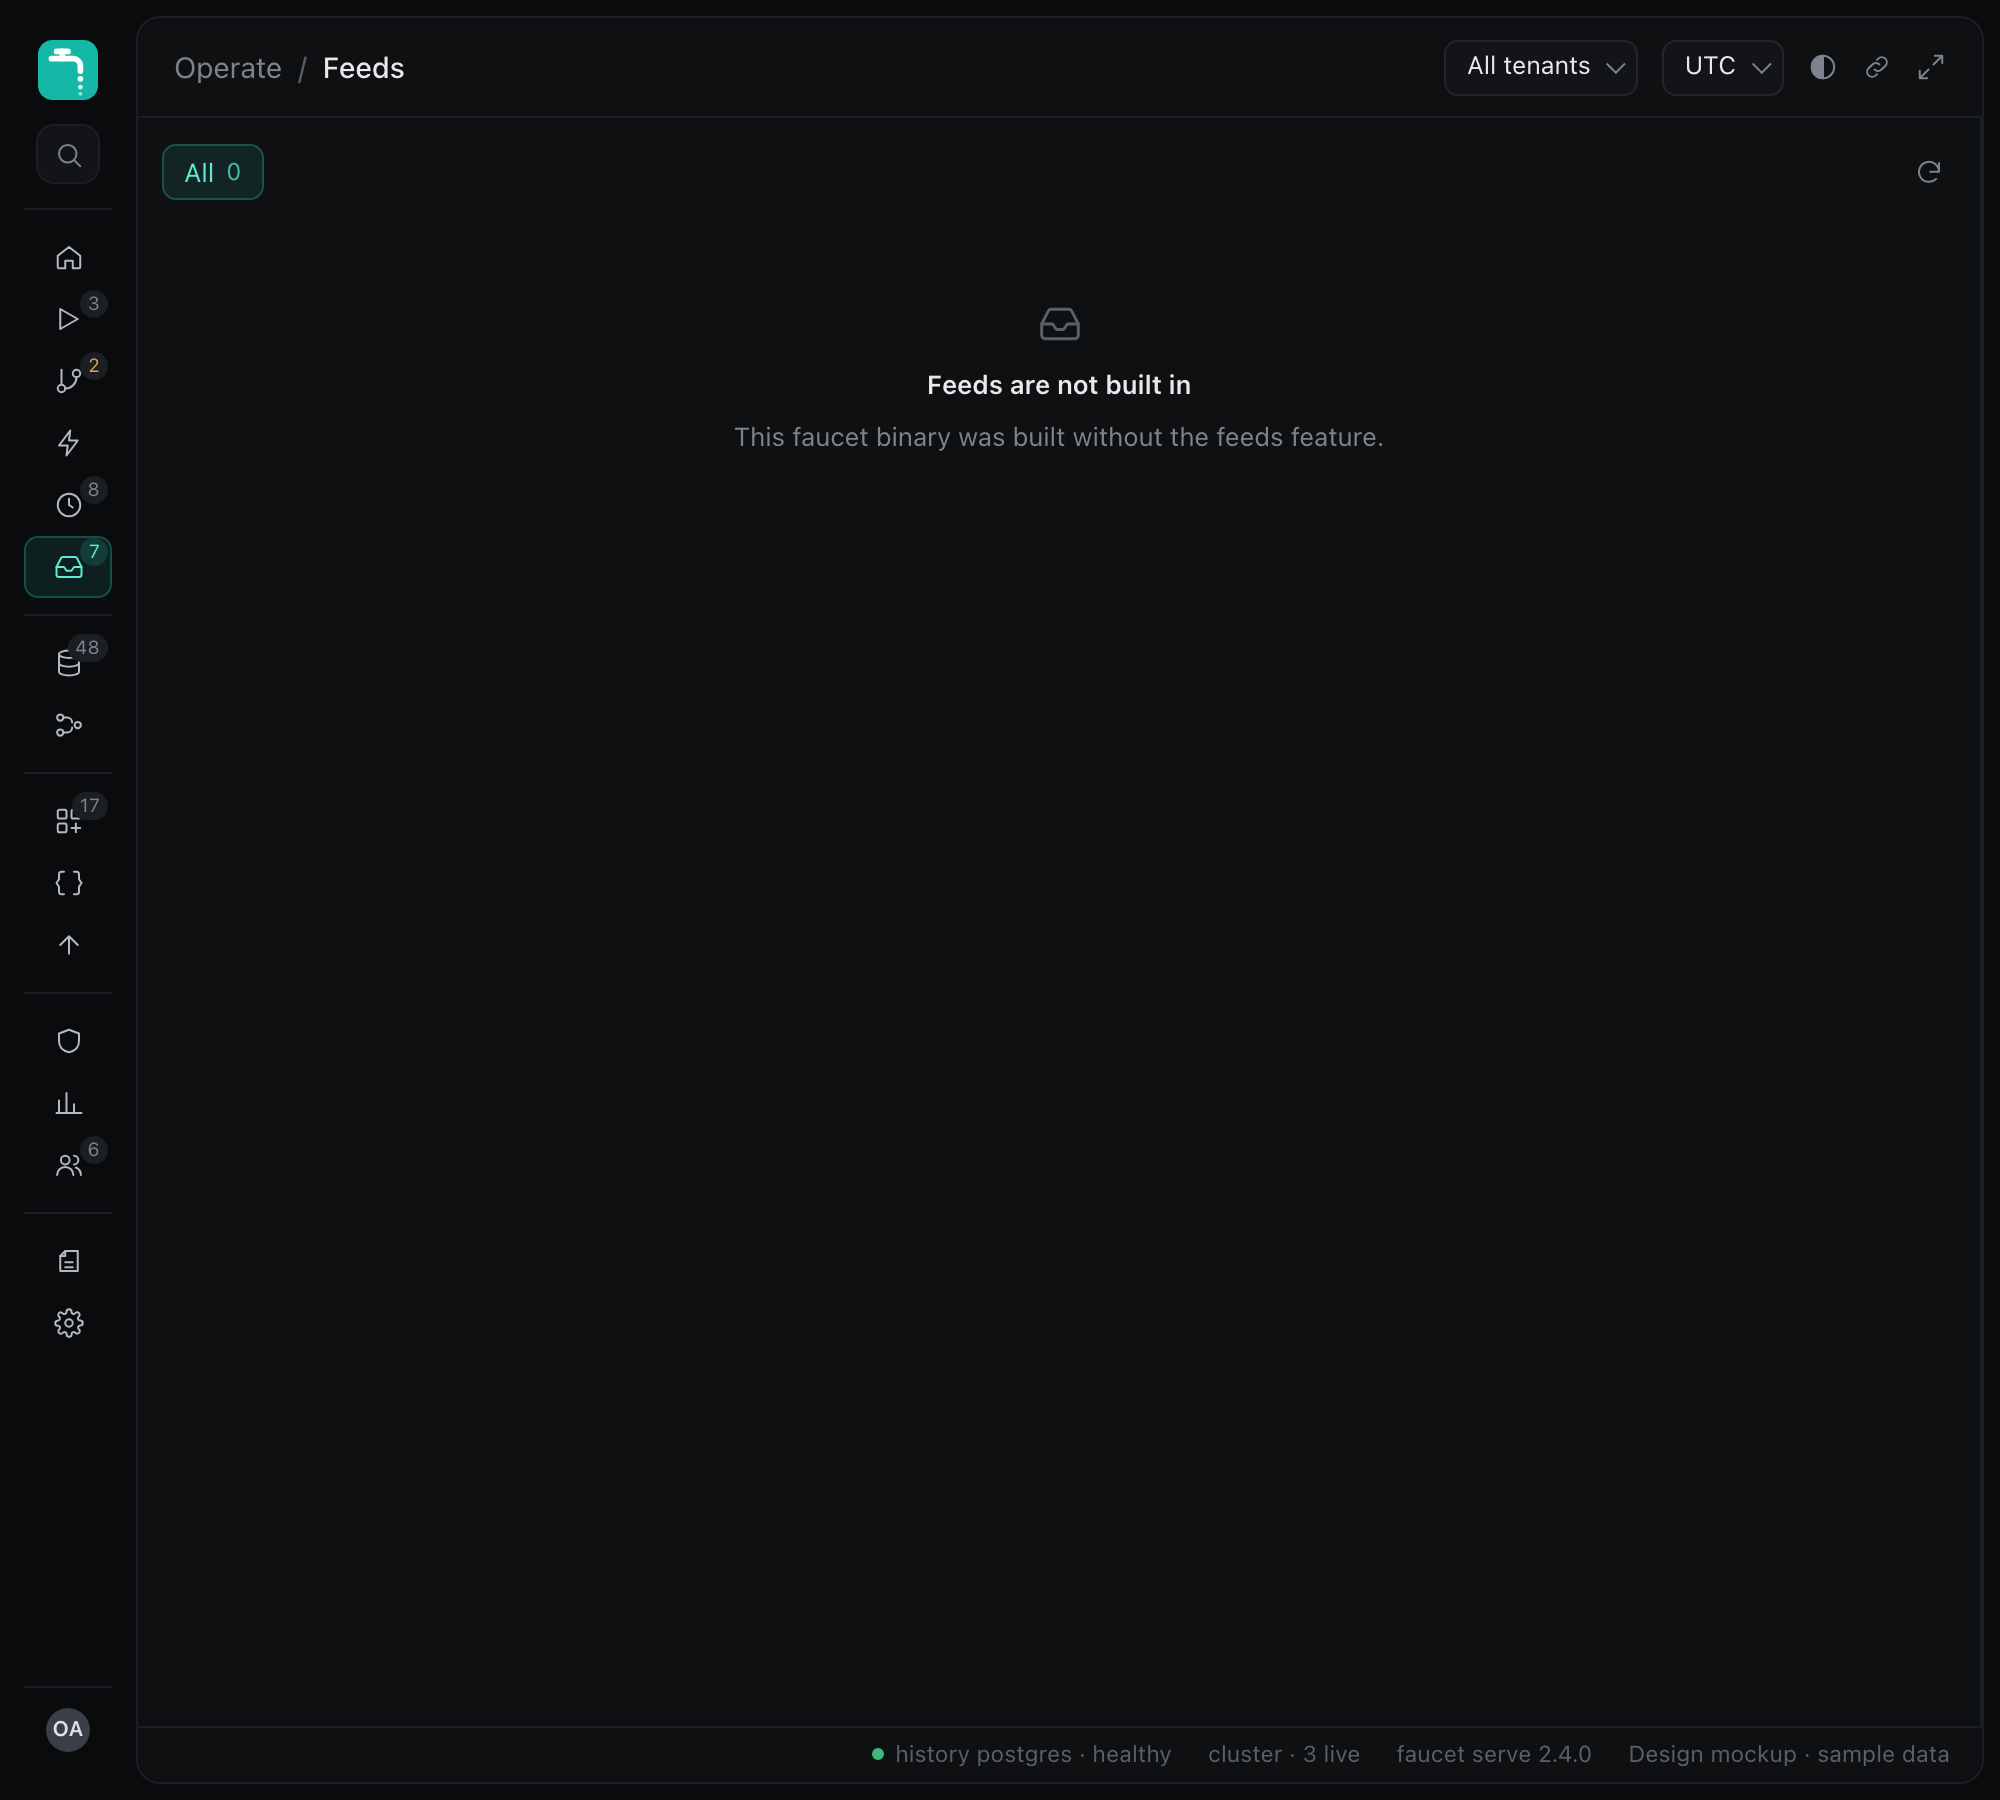 Operate / Feeds
All tenants
UTC
All 0
3
2
8
7
48
17
6
OA
Feeds are not built in
This faucet binary was built without the feeds feature.
history postgres · healthy
cluster · 3 live
faucet serve 2.4.0
Design mockup · sample data